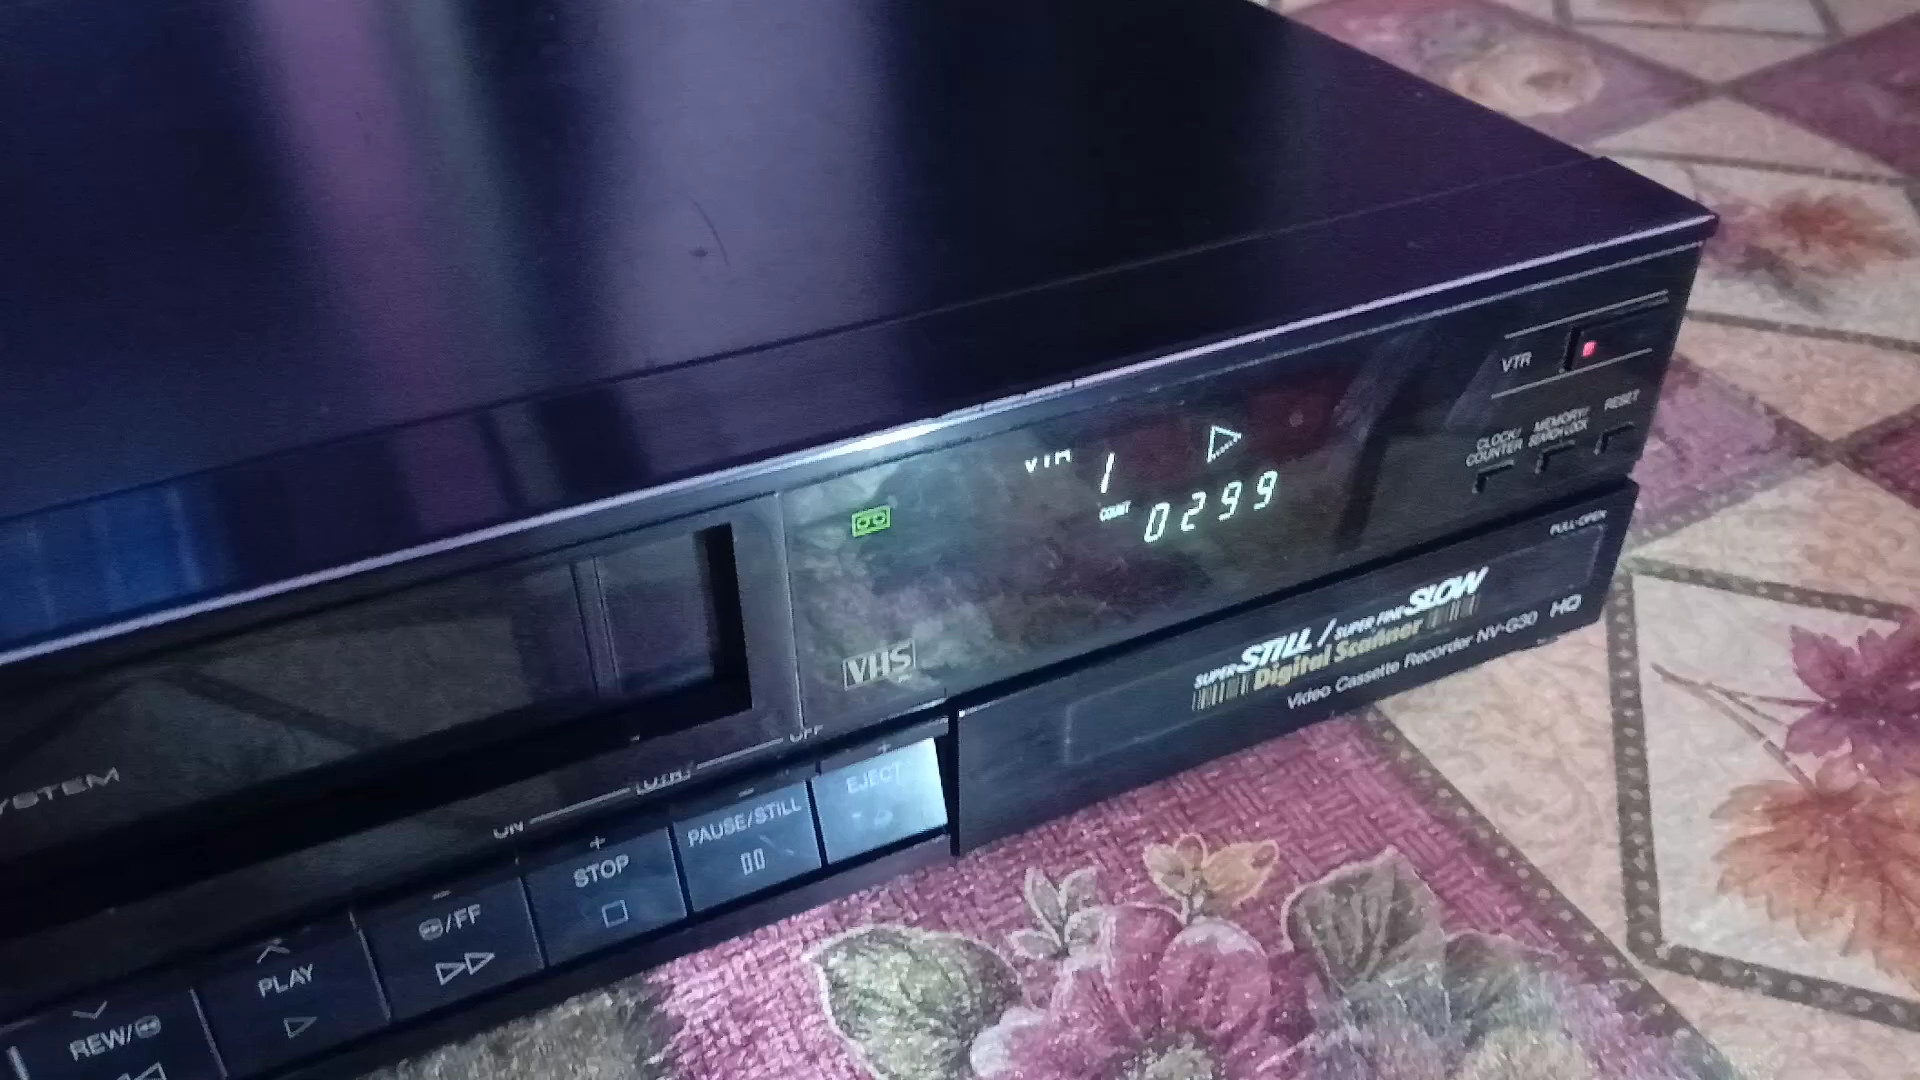 VTR
CLOCK/
COUNTER
MEMORY/
SEARCH LOCK
RESET
VTR 1
COUNT 0299
PULL-OPEN
VHS
SUPER STILL / SUPER FINE SLOW
Digital Scanner
Video Cassette Recorder NV-G30 HQ
YSTEM
ON OFF
EJECT
PAUSE/STILL
STOP
/FF
PLAY
REW/